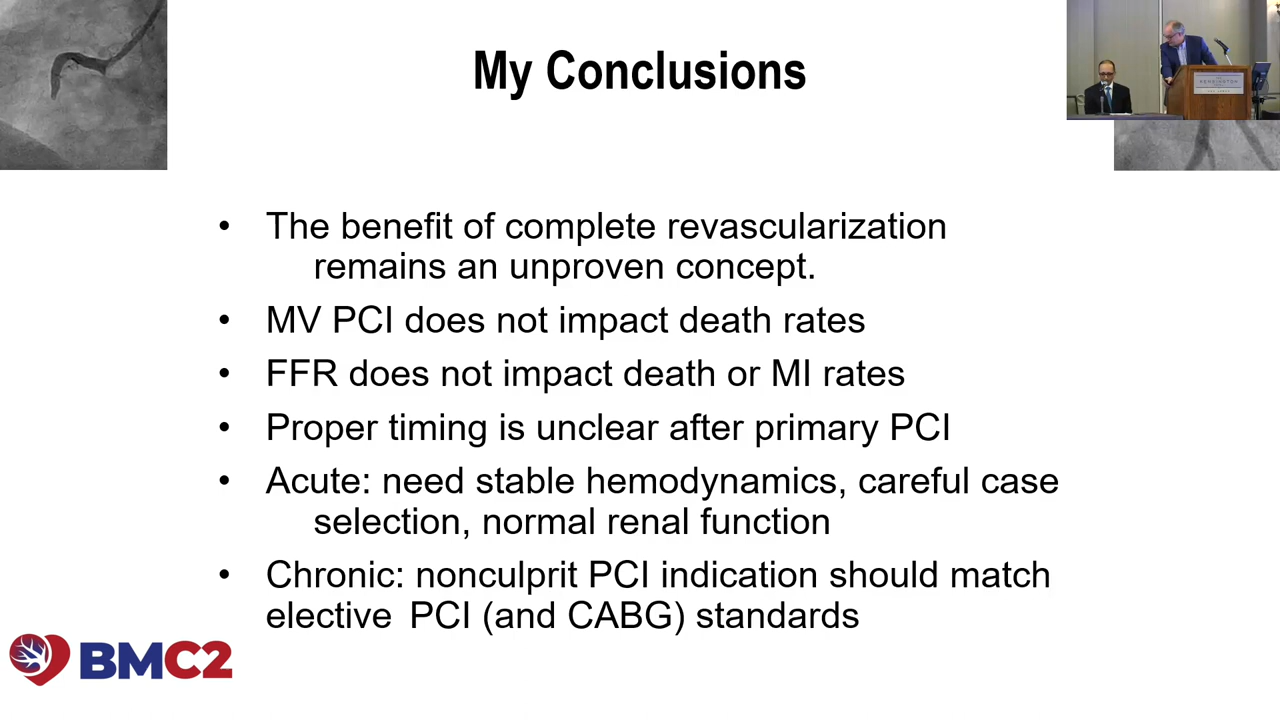 My Conclusions
• The benefit of complete revascularization
remains an unproven concept.
• MV PCI does not impact death rates
• FFR does not impact death or MI rates
• Proper timing is unclear after primary PCI
• Acute: need stable hemodynamics, careful case
selection, normal renal function
• Chronic: nonculprit PCI indication should match
elective PCI (and CABG) standards
BMC2
KENSINGTON